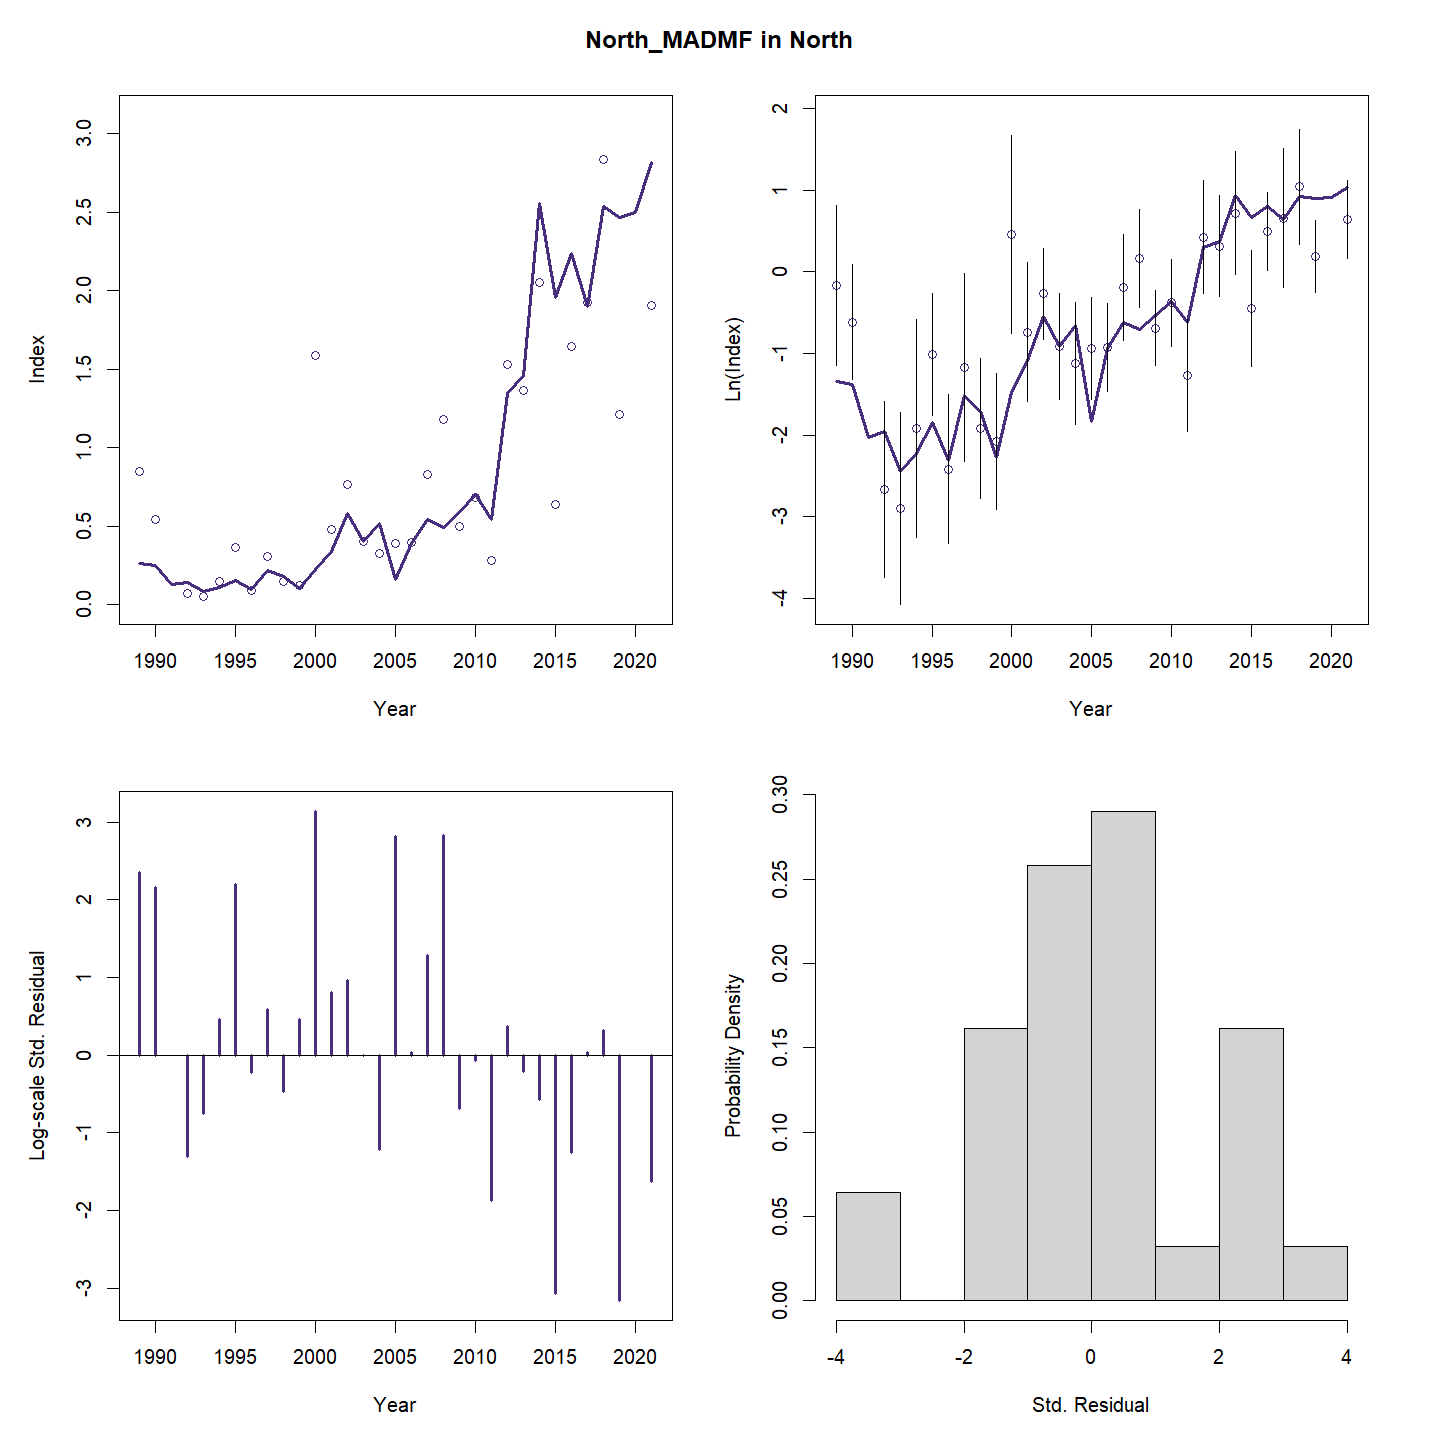 North_MADMF in North
Index
0.0 0.5 1.0 1.5 2.0 2.5 3.0
1990 1995 2000 2005 2010 2015 2020
Year
Ln(Index)
-4 -3 -2 -1 0 1 2
1990 1995 2000 2005 2010 2015 2020
Year
Log-scale Std. Residual
-3 -2 -1 0 1 2 3
1990 1995 2000 2005 2010 2015 2020
Year
Probability Density
0.00 0.05 0.10 0.15 0.20 0.25 0.30
-4 -2 0 2 4
Std. Residual